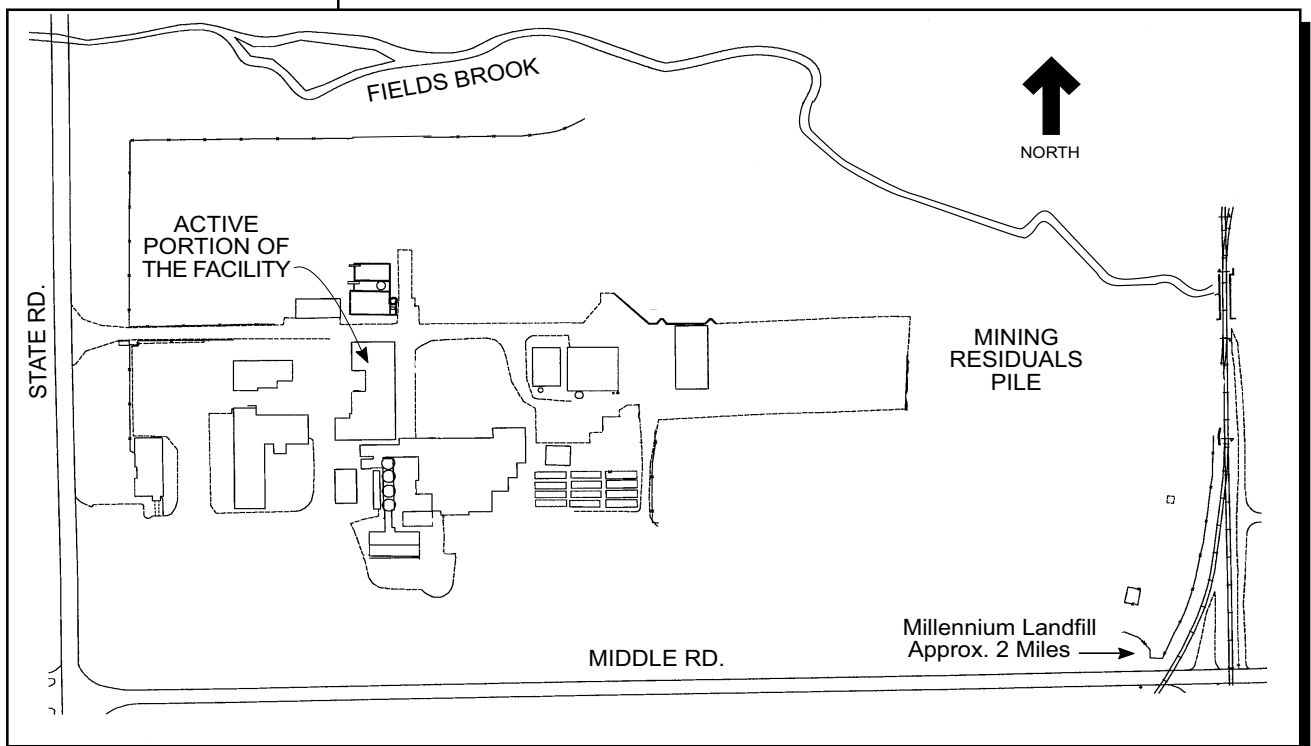 FIELDS BROOK
NORTH
ACTIVE
PORTION OF
THE FACILITY
STATE RD.
MINING
RESIDUALS
PILE
Millennium Landfill
Approx. 2 Miles
MIDDLE RD.